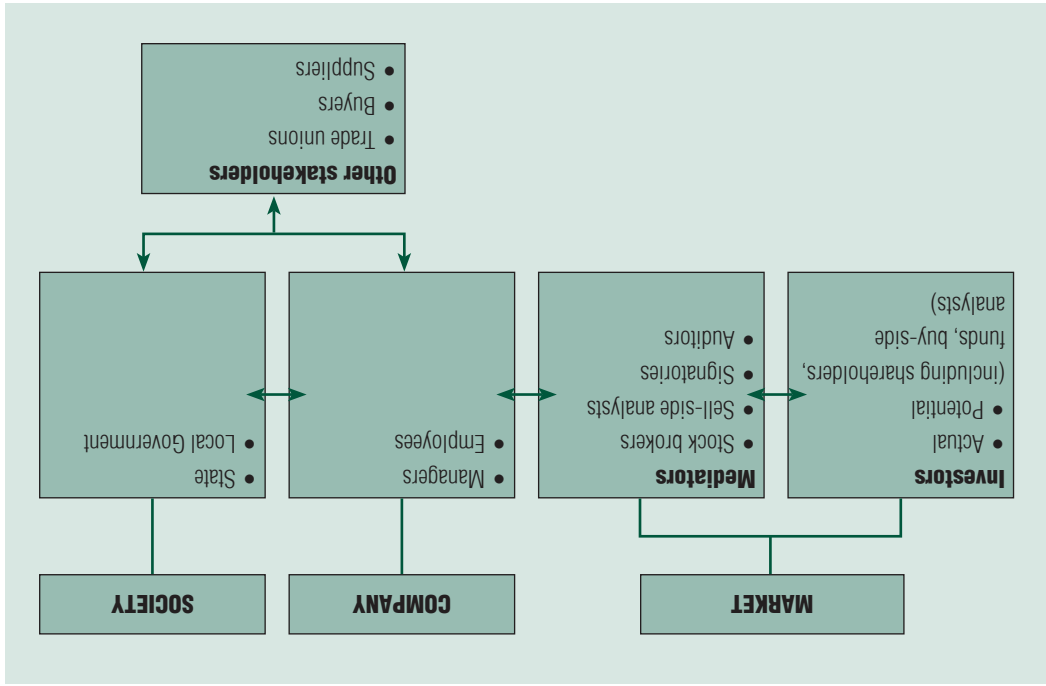 MARKET
COMPANY
SOCIETY
Investors
• Actual
• Potential
(including shareholders,
funds, buy-side
analysts)
Mediators
• Stock brokers
• Sell-side analysts
• Signatories
• Auditors
• Managers
• Employees
• State
• Local Government
Other stakeholders
• Trade unions
• Buyers
• Suppliers